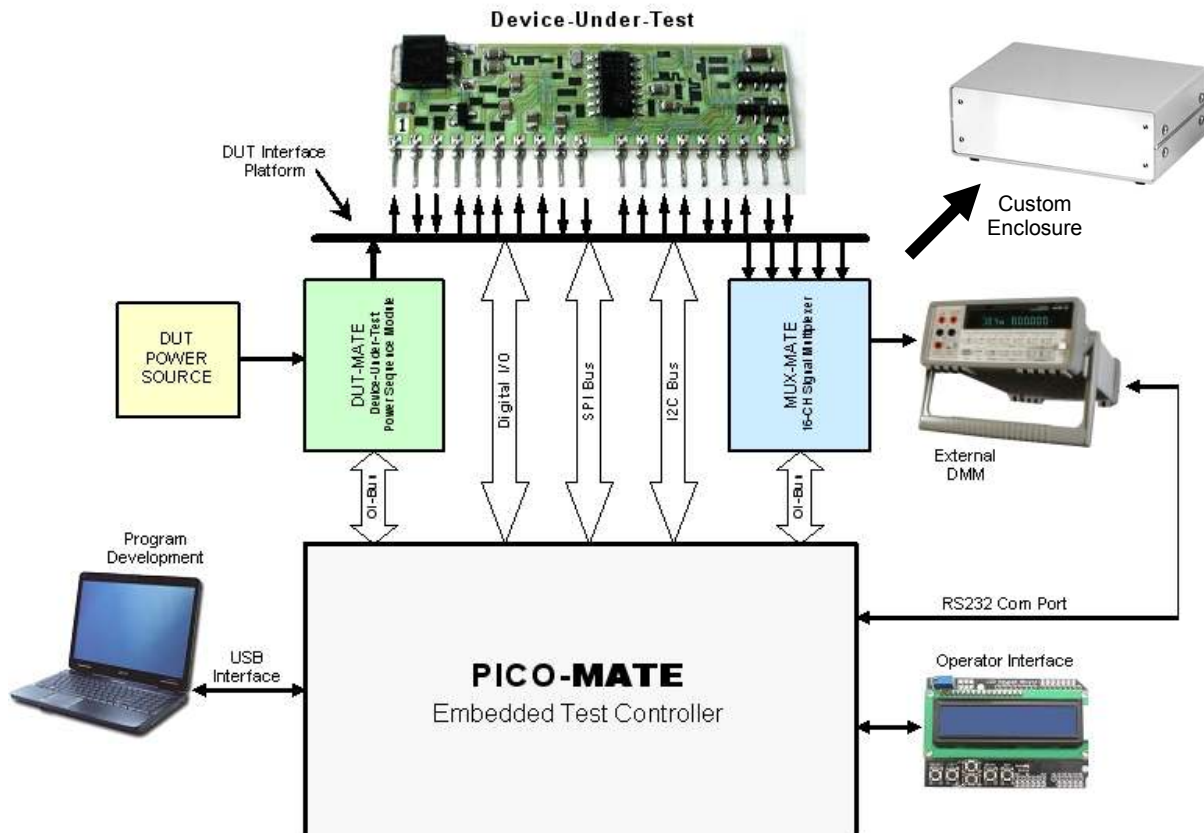 Device-Under-Test
1
DUT Interface
Platform
Custom
Enclosure
DUT
POWER
SOURCE
DUT-MATE
Device-Under-Test
Power Sequence Module
Digital I/O
SPI Bus
I2C Bus
MUX-MATE
16-CH Signal Multiplexer
External
DMM
OI-Bus
OI-Bus
Program
Development
USB
Interface
RS232 Com Port
Operator Interface
PICO-MATE
Embedded Test Controller